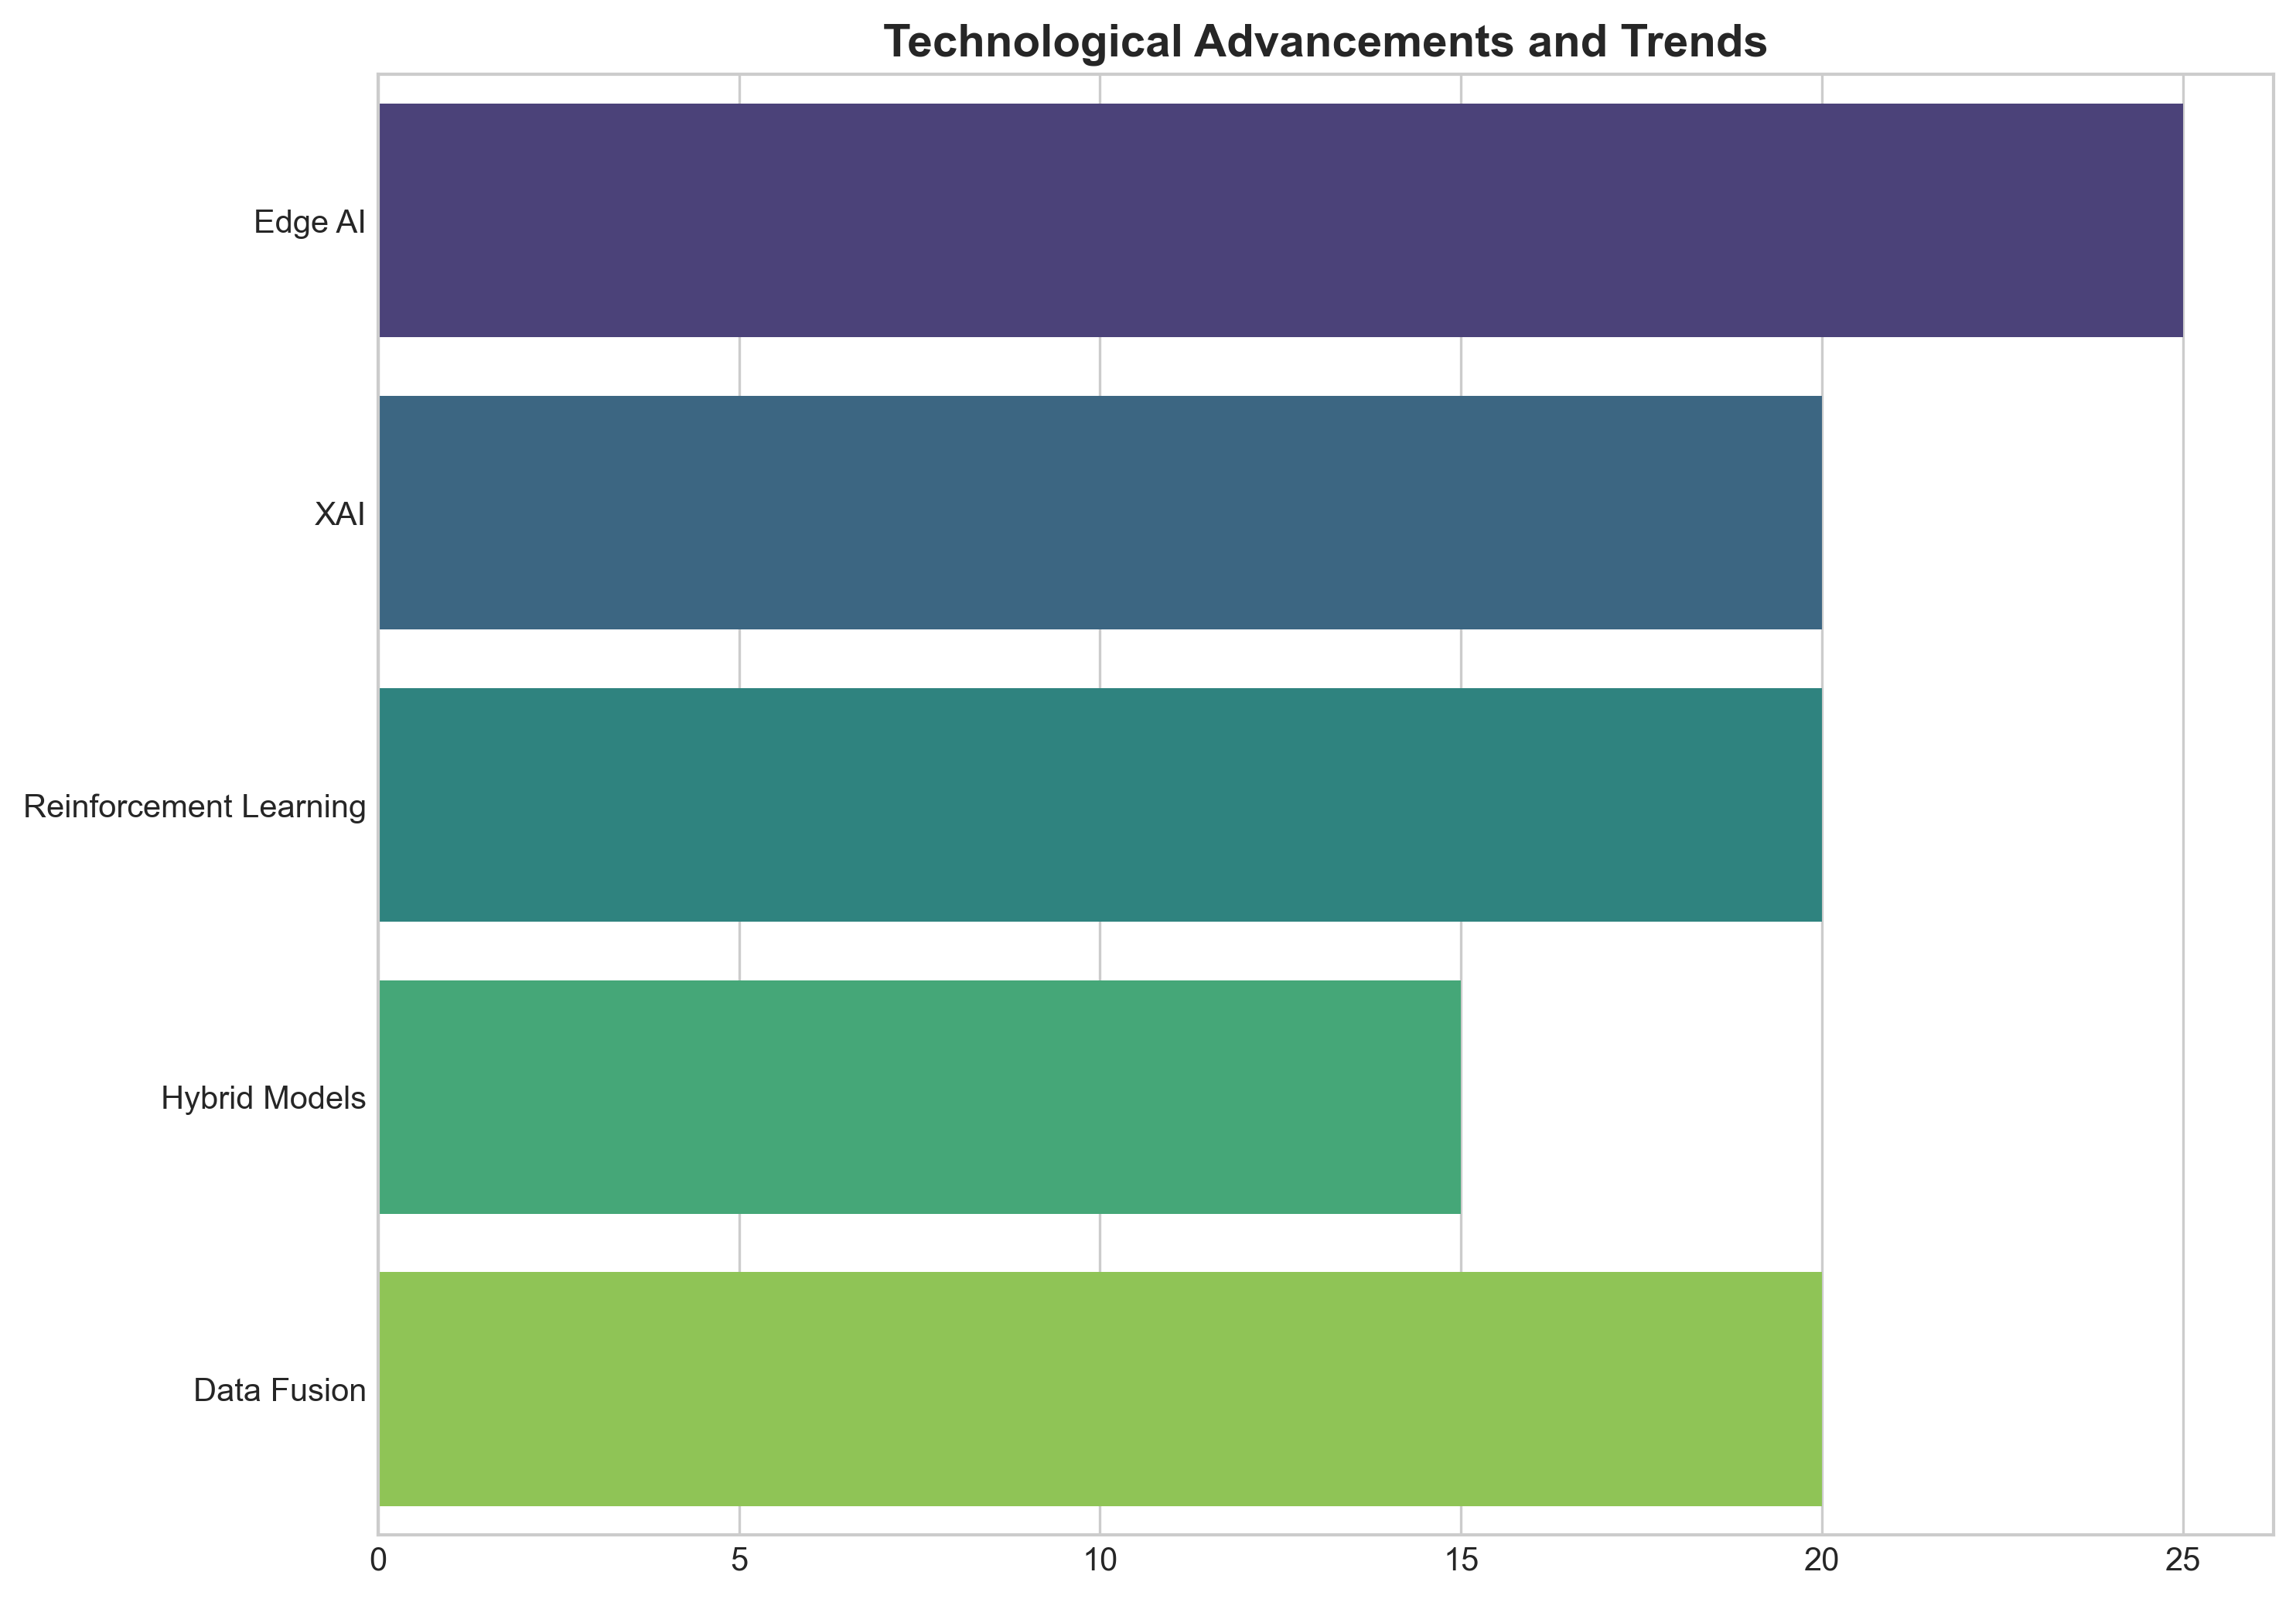 Technological Advancements and Trends
Edge AI
XAI
Reinforcement Learning
Hybrid Models
Data Fusion
0 5 10 15 20 25